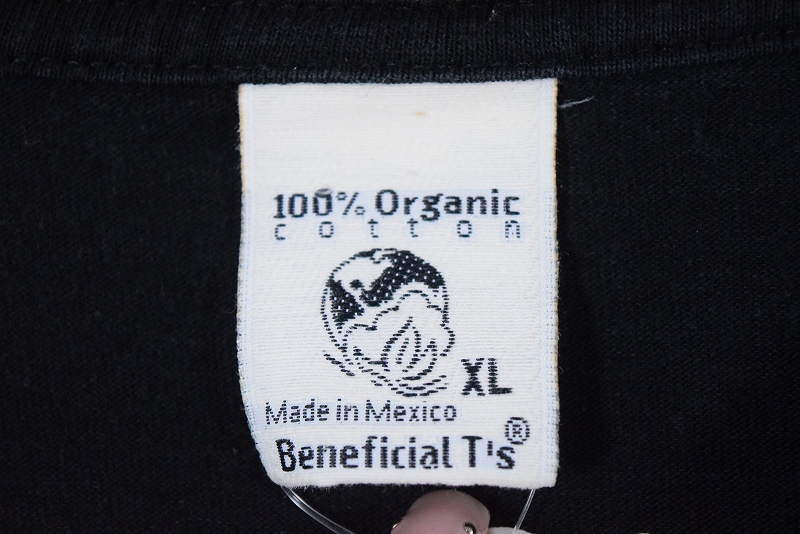 100% Organic
cotton
XL
Made in Mexico
Beneficial T's®